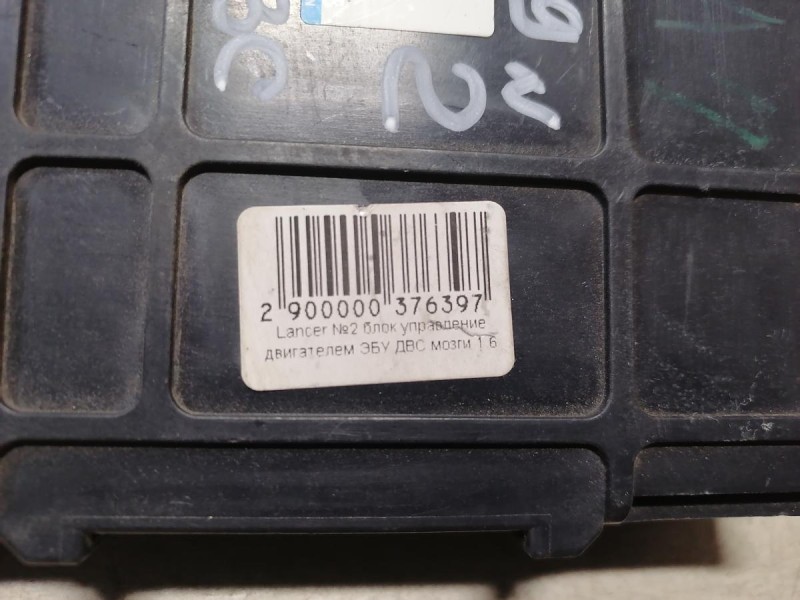 2 900000 376397
Lancer №2 блок управление
двигателем ЭБУ ДВС мозги 1.6